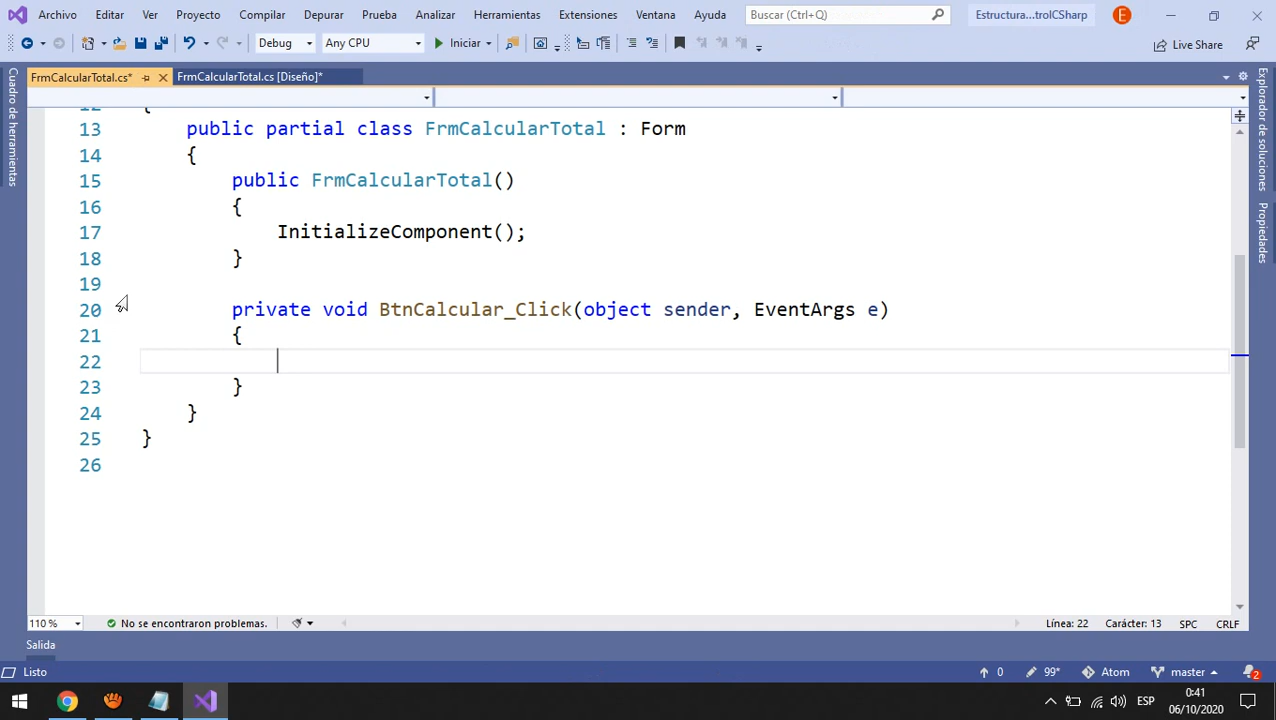 Archivo Editar Ver Proyecto Compilar Depurar Prueba Analizar Herramientas Extensiones Ventana Ayuda Buscar (Ctrl+Q) Estructura...trolCSharp E
Debug Any CPU Iniciar Live Share
FrmCalcularTotal.cs* FrmCalcularTotal.cs [Diseño]*
Cuadro de herramientas
Explorador de soluciones
Propiedades
12 {
13 public partial class FrmCalcularTotal : Form
14 {
15 public FrmCalcularTotal()
16 {
17 InitializeComponent();
18 }
19
20 private void BtnCalcular_Click(object sender, EventArgs e)
21 {
22
23 }
24 }
25 }
26
110 % No se encontraron problemas. Línea: 22 Carácter: 13 SPC CRLF
Salida
Listo 0 99* Atom master 2
ESP 0:41
06/10/2020